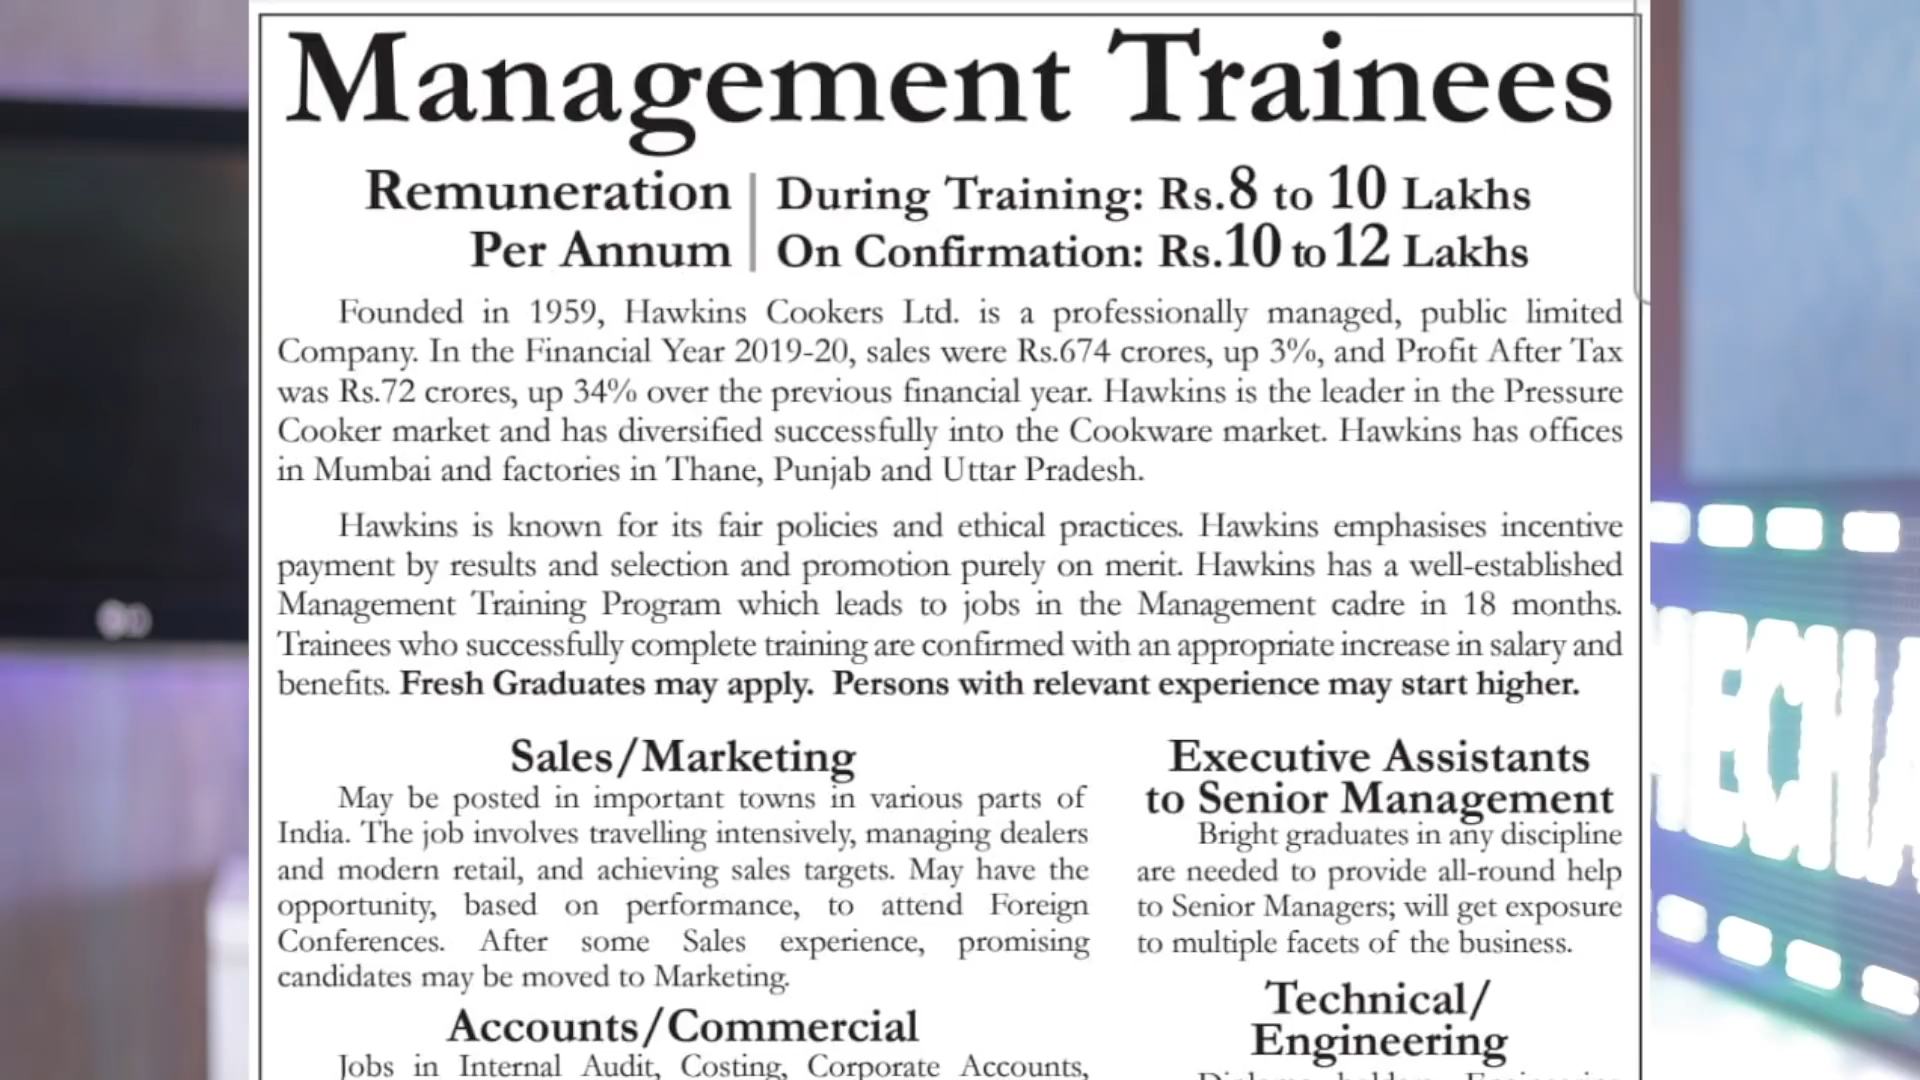 Management Trainees
Remuneration
Per Annum
During Training: Rs.8 to 10 Lakhs
On Confirmation: Rs.10 to 12 Lakhs
Founded in 1959, Hawkins Cookers Ltd. is a professionally managed, public limited
Company. In the Financial Year 2019-20, sales were Rs.674 crores, up 3%, and Profit After Tax
was Rs.72 crores, up 34% over the previous financial year. Hawkins is the leader in the Pressure
Cooker market and has diversified successfully into the Cookware market. Hawkins has offices
in Mumbai and factories in Thane, Punjab and Uttar Pradesh.
Hawkins is known for its fair policies and ethical practices. Hawkins emphasises incentive
payment by results and selection and promotion purely on merit. Hawkins has a well-established
Management Training Program which leads to jobs in the Management cadre in 18 months.
Trainees who successfully complete training are confirmed with an appropriate increase in salary and
benefits. Fresh Graduates may apply. Persons with relevant experience may start higher.
Sales/Marketing
May be posted in important towns in various parts of
India. The job involves travelling intensively, managing dealers
and modern retail, and achieving sales targets. May have the
opportunity, based on performance, to attend Foreign
Conferences. After some Sales experience, promising
candidates may be moved to Marketing.
Accounts/Commercial
Jobs in Internal Audit, Costing, Corporate Accounts,
Executive Assistants
to Senior Management
Bright graduates in any discipline
are needed to provide all-round help
to Senior Managers; will get exposure
to multiple facets of the business.
Technical/
Engineering